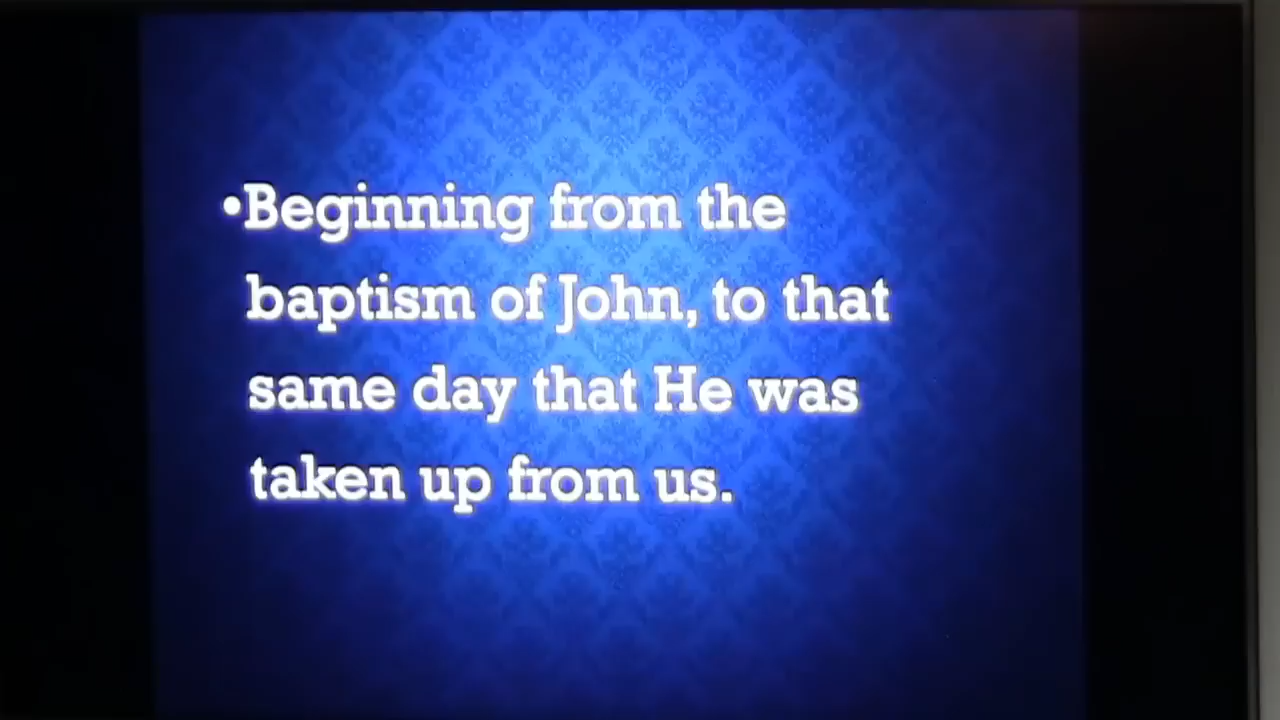 •Beginning from the
baptism of John, to that
same day that He was
taken up from us.